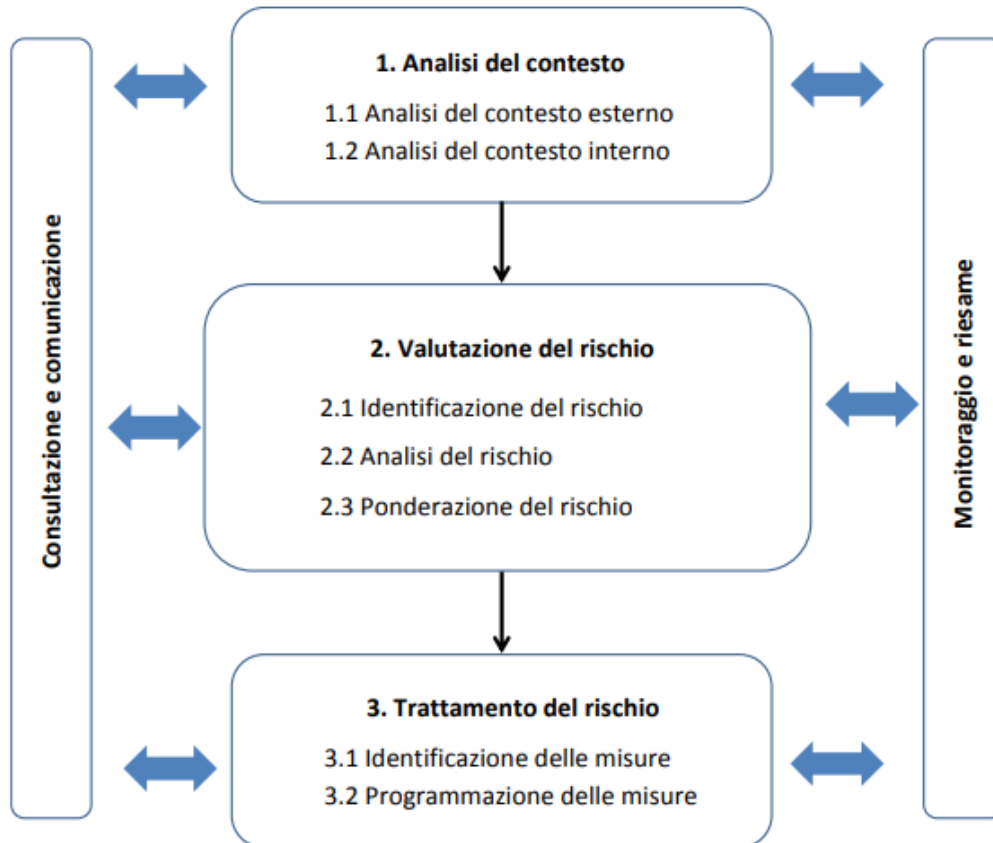 Consultazione e comunicazione
1. Analisi del contesto
1.1 Analisi del contesto esterno
1.2 Analisi del contesto interno
2. Valutazione del rischio
2.1 Identificazione del rischio
2.2 Analisi del rischio
2.3 Ponderazione del rischio
3. Trattamento del rischio
3.1 Identificazione delle misure
3.2 Programmazione delle misure
Monitoraggio e riesame